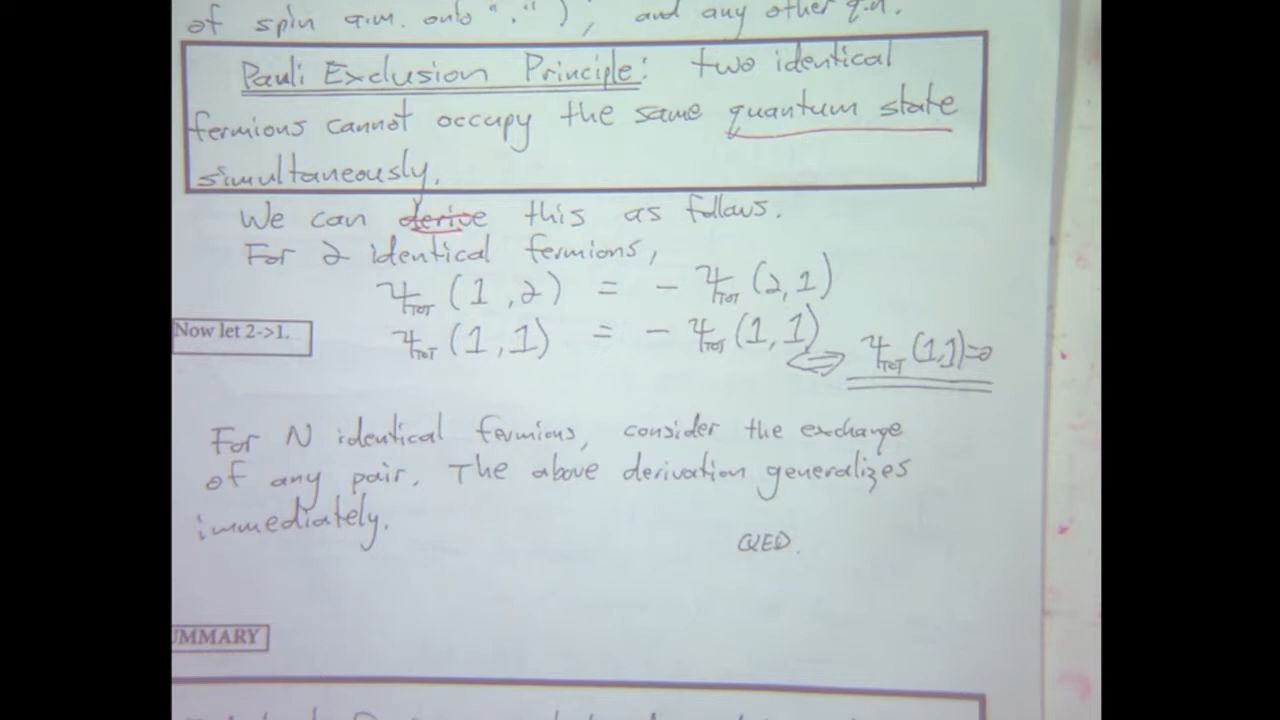 of spin q.m. onto "."), and any other q.n.
Pauli Exclusion Principle: two identical
fermions cannot occupy the same quantum state
simultaneously.
We can derive this as follows.
For 2 identical fermions,
Ψ_TOT (1,2) = - Ψ_TOT (2,1)
Now let 2->1.
Ψ_TOT (1,1) = - Ψ_TOT (1,1) ⇔ Ψ_TOT (1,1)=0
For N identical fermions, consider the exchange
of any pair. The above derivation generalizes
immediately.
QED.
UMMARY